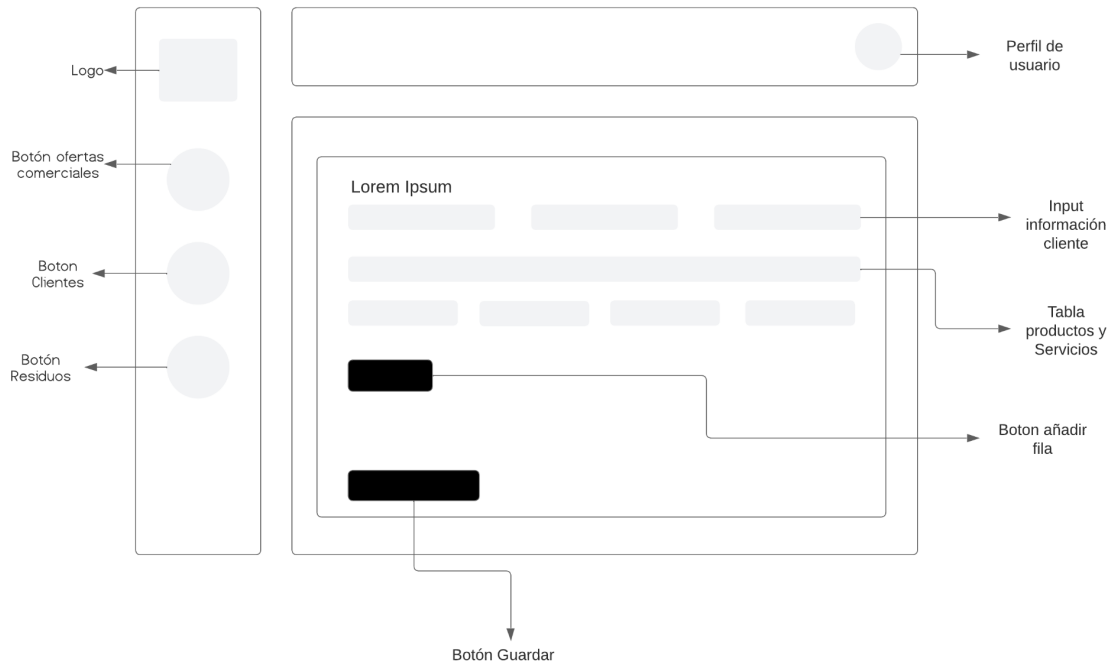 Logo
Botón ofertas
comerciales
Boton
Clientes
Botón
Residuos
Perfil de
usuario
Lorem Ipsum
Input
información
cliente
Tabla
productos y
Servicios
Boton añadir
fila
Botón Guardar